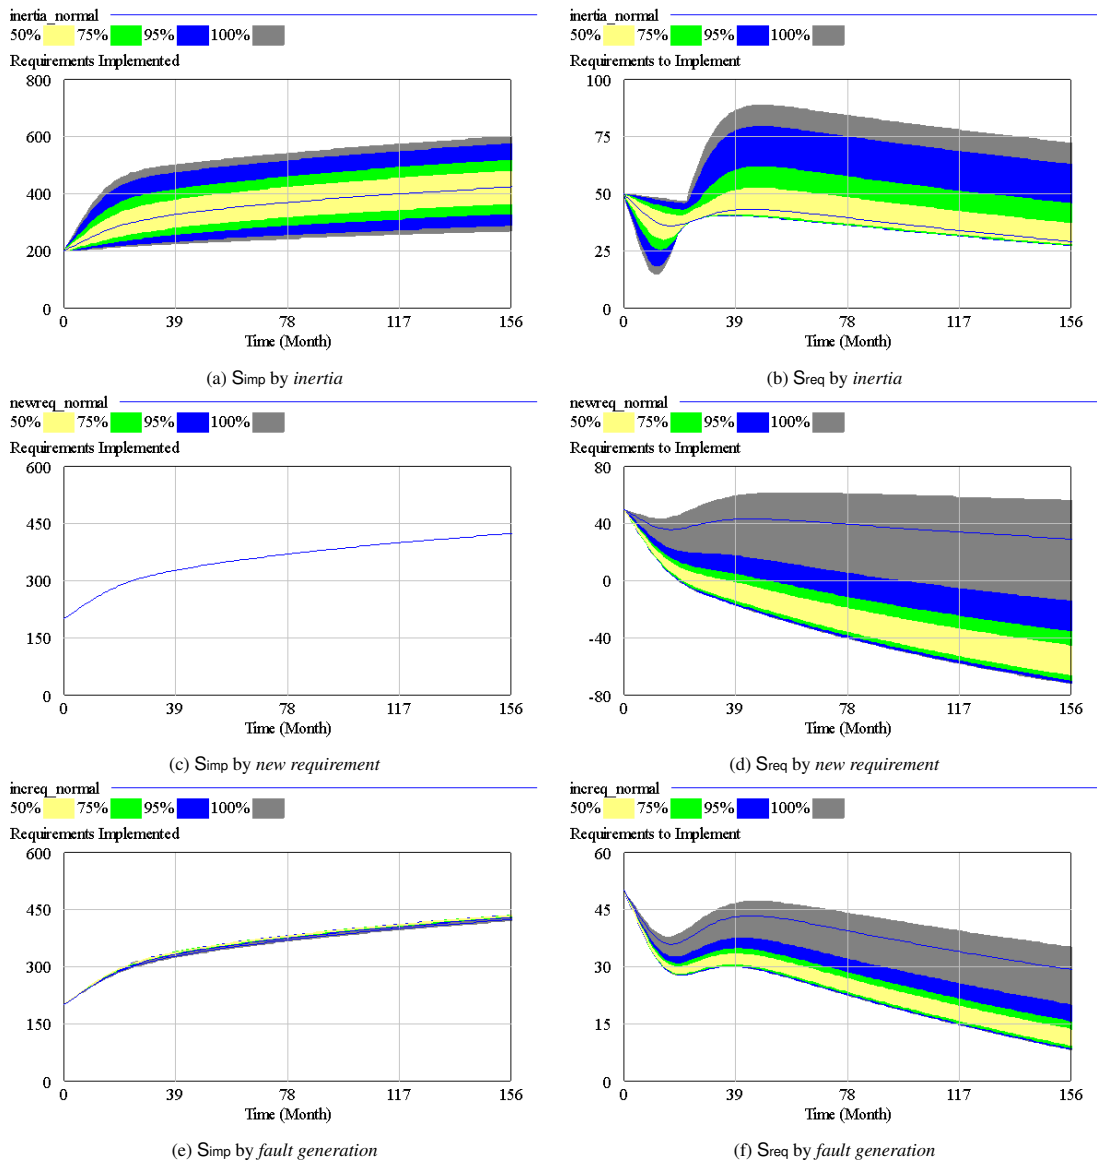 inertia_normal
50% 75% 95% 100%
Requirements Implemented
800
600
400
200
0
0 39 78 117 156
Time (Month)
(a) Simp by inertia
inertia_normal
50% 75% 95% 100%
Requirements to Implement
100
75
50
25
0
0 39 78 117 156
Time (Month)
(b) Sreq by inertia
newreq_normal
50% 75% 95% 100%
Requirements Implemented
600
450
300
150
0
0 39 78 117 156
Time (Month)
(c) Simp by new requirement
newreq_normal
50% 75% 95% 100%
Requirements to Implement
80
40
0
-40
-80
0 39 78 117 156
Time (Month)
(d) Sreq by new requirement
increq_normal
50% 75% 95% 100%
Requirements Implemented
600
450
300
150
0
0 39 78 117 156
Time (Month)
(e) Simp by fault generation
increq_normal
50% 75% 95% 100%
Requirements to Implement
60
45
30
15
0
0 39 78 117 156
Time (Month)
(f) Sreq by fault generation